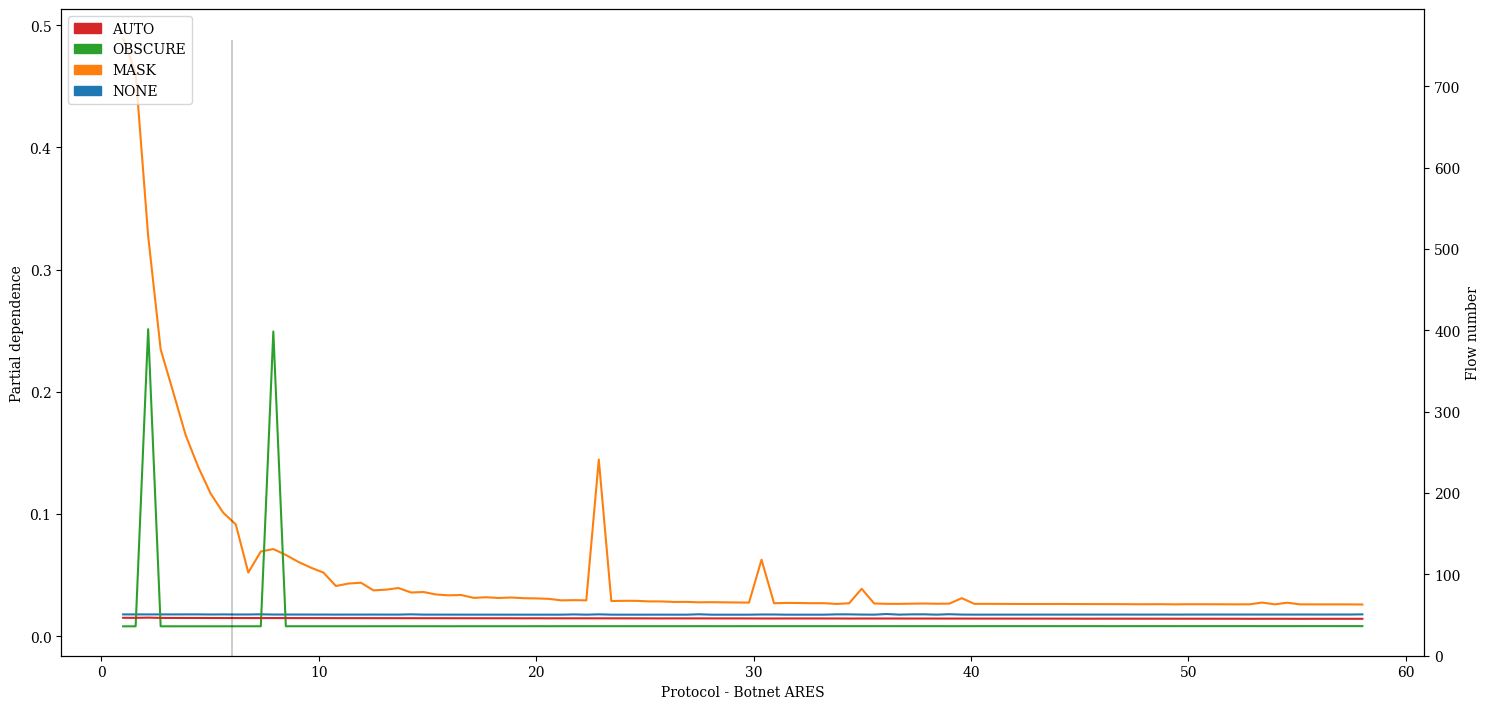 AUTO
OBSCURE
MASK
NONE
0.5
0.4
0.3
0.2
0.1
0.0
Partial dependence
700
600
500
400
300
200
100
0
Flow number
0 10 20 30 40 50 60
Protocol - Botnet ARES